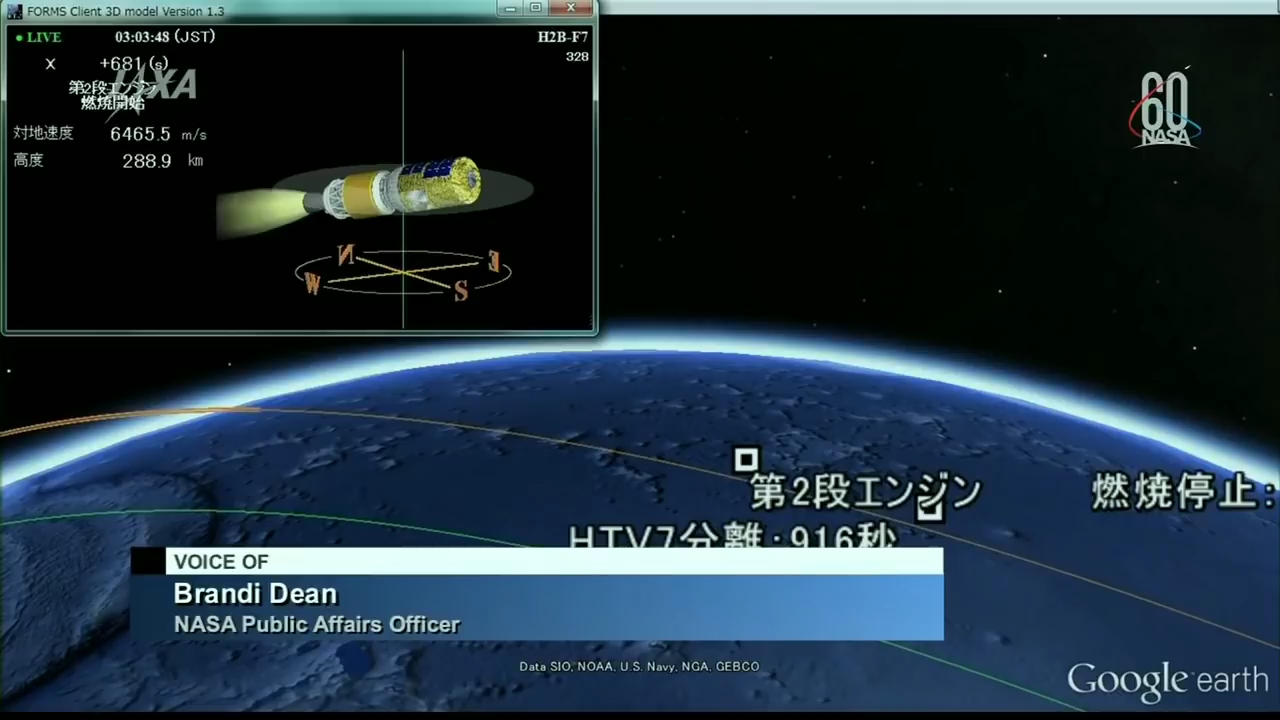 FORMS Client 3D model Version 1.3
LIVE 03:03:48 (JST) H2B-F7
X +681 (s) 328
JAXA
第2段エンジン
燃焼開始
対地速度 6465.5 m/s
高度 288.9 km
N
E
W
S
60
NASA
第2段エンジン 燃焼停止:
HTV7分離:916秒
VOICE OF
Brandi Dean
NASA Public Affairs Officer
Data SIO, NOAA, U.S. Navy, NGA, GEBCO
Google earth